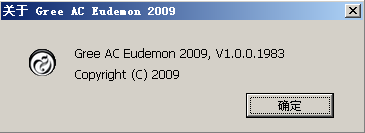 关于 Gree AC Eudemon 2009
Gree AC Eudemon 2009, V1.0.0.1983
Copyright (C) 2009
确定